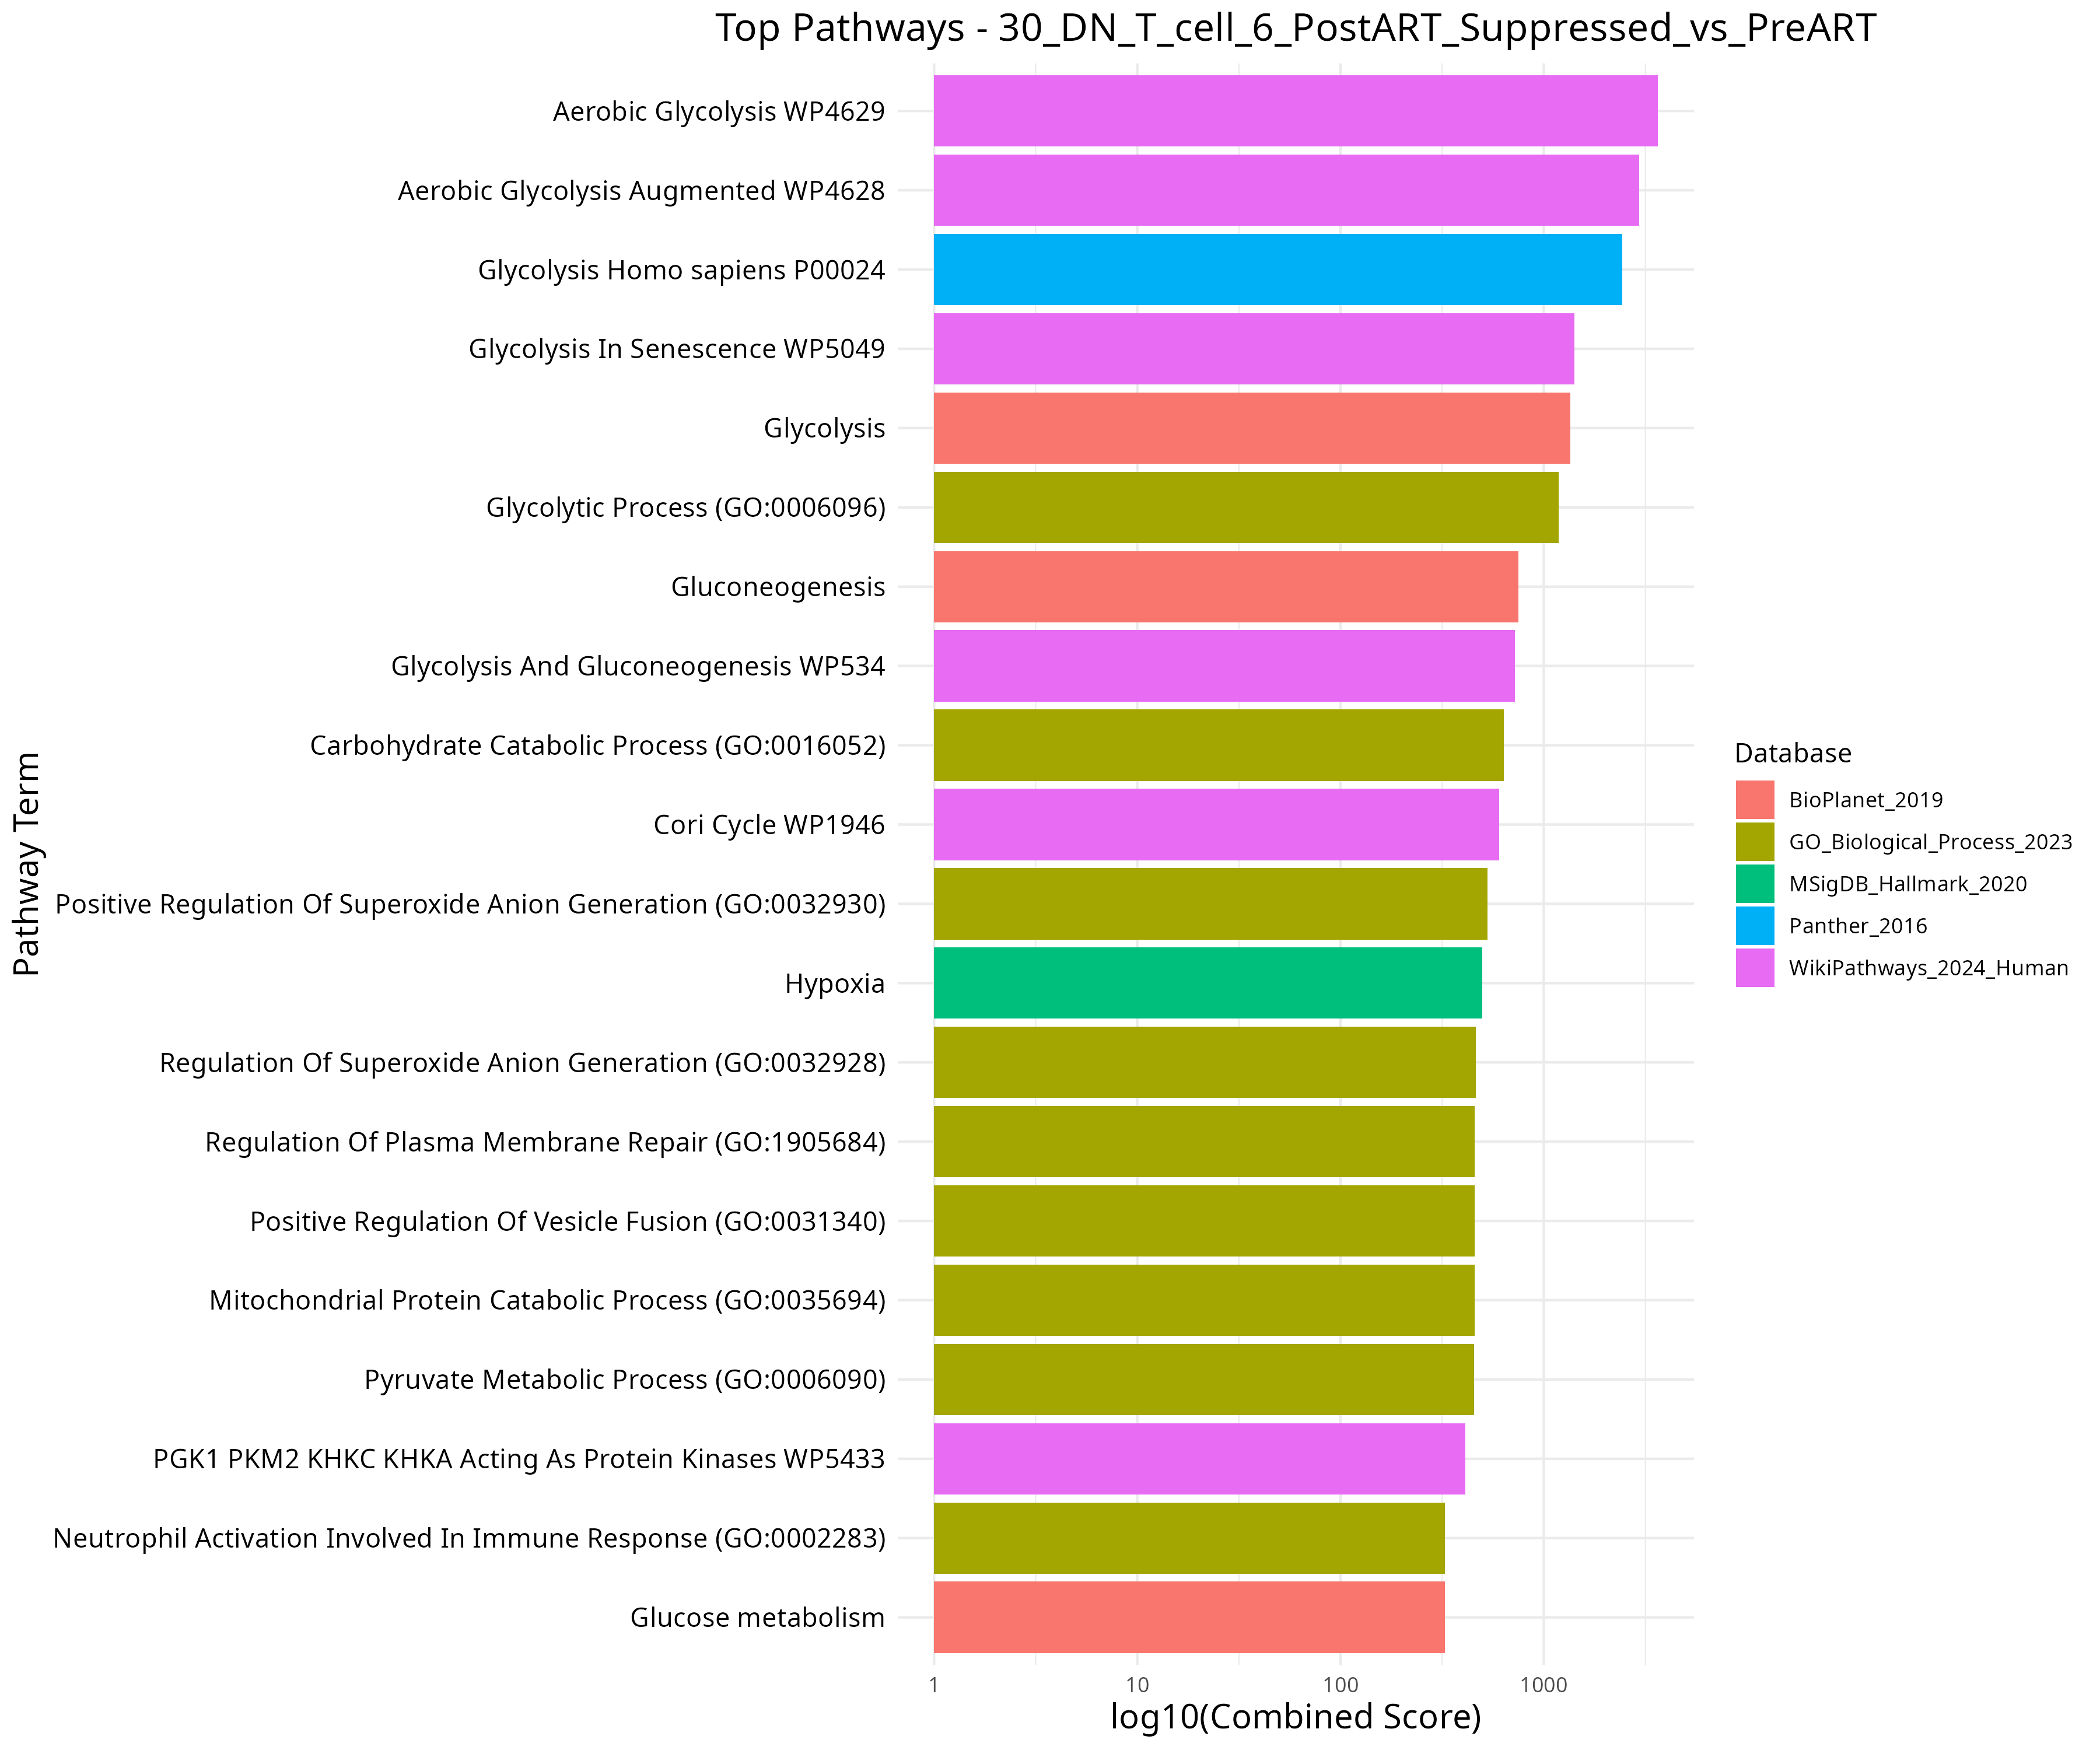 Top Pathways - 30_DN_T_cell_6_PostART_Suppressed_vs_PreART
Pathway Term
Aerobic Glycolysis WP4629
Aerobic Glycolysis Augmented WP4628
Glycolysis Homo sapiens P00024
Glycolysis In Senescence WP5049
Glycolysis
Glycolytic Process (GO:0006096)
Gluconeogenesis
Glycolysis And Gluconeogenesis WP534
Carbohydrate Catabolic Process (GO:0016052)
Cori Cycle WP1946
Positive Regulation Of Superoxide Anion Generation (GO:0032930)
Hypoxia
Regulation Of Superoxide Anion Generation (GO:0032928)
Regulation Of Plasma Membrane Repair (GO:1905684)
Positive Regulation Of Vesicle Fusion (GO:0031340)
Mitochondrial Protein Catabolic Process (GO:0035694)
Pyruvate Metabolic Process (GO:0006090)
PGK1 PKM2 KHKC KHKA Acting As Protein Kinases WP5433
Neutrophil Activation Involved In Immune Response (GO:0002283)
Glucose metabolism
1 10 100 1000
log10(Combined Score)
Database
BioPlanet_2019
GO_Biological_Process_2023
MSigDB_Hallmark_2020
Panther_2016
WikiPathways_2024_Human